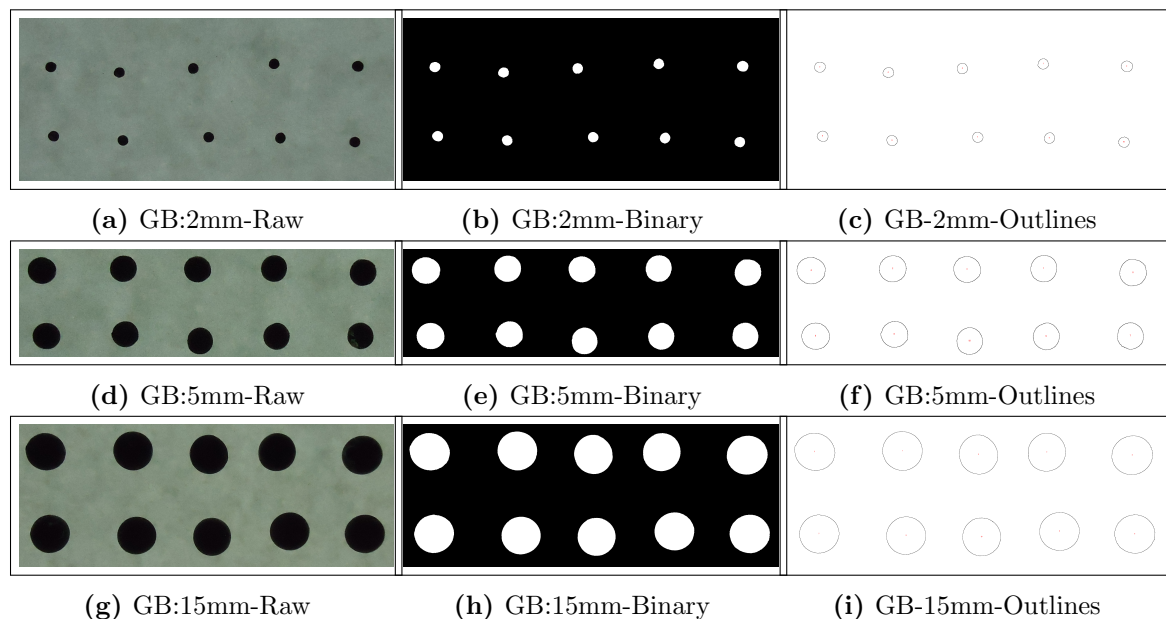 (a) GB:2mm-Raw
(b) GB:2mm-Binary
(c) GB-2mm-Outlines
(d) GB:5mm-Raw
(e) GB:5mm-Binary
(f) GB:5mm-Outlines
(g) GB:15mm-Raw
(h) GB:15mm-Binary
(i) GB-15mm-Outlines